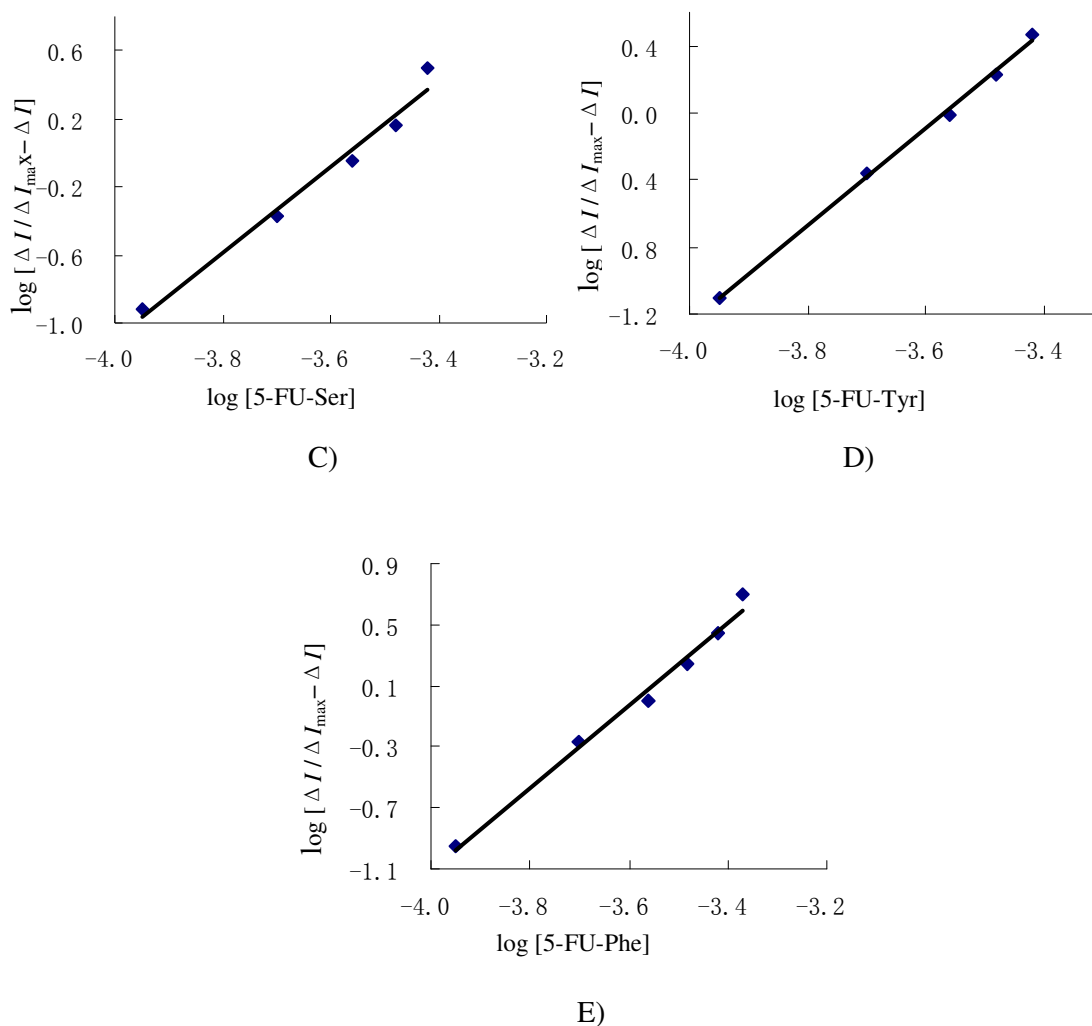 0.6
0.2
-0.2
-0.6
-1.0
log [ΔI/ΔImax−ΔI]
-4.0 -3.8 -3.6 -3.4 -3.2
log [5-FU-Ser]
C)
0.4
0.0
0.4
0.8
-1.2
log [ΔI/ΔImax−ΔI]
-4.0 -3.8 -3.6 -3.4
log [5-FU-Tyr]
D)
0.9
0.5
0.1
-0.3
-0.7
-1.1
log [ΔI/ΔImax−ΔI]
-4.0 -3.8 -3.6 -3.4 -3.2
log [5-FU-Phe]
E)